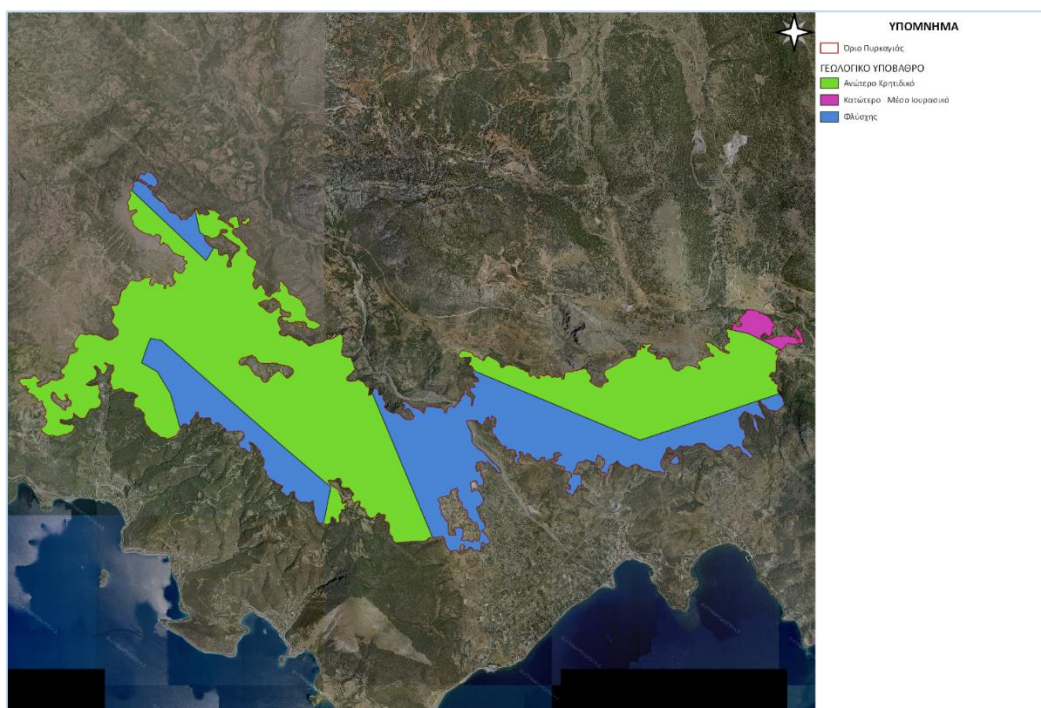 ΥΠΟΜΝΗΜΑ
Όριο Πυρκαγιάς
ΓΕΩΛΟΓΙΚΟ ΥΠΟΒΑΘΡΟ
Ανώτερο Κρητιδικό
Κατώτερο - Μέσο Ιουρασικό
Φλύσχης